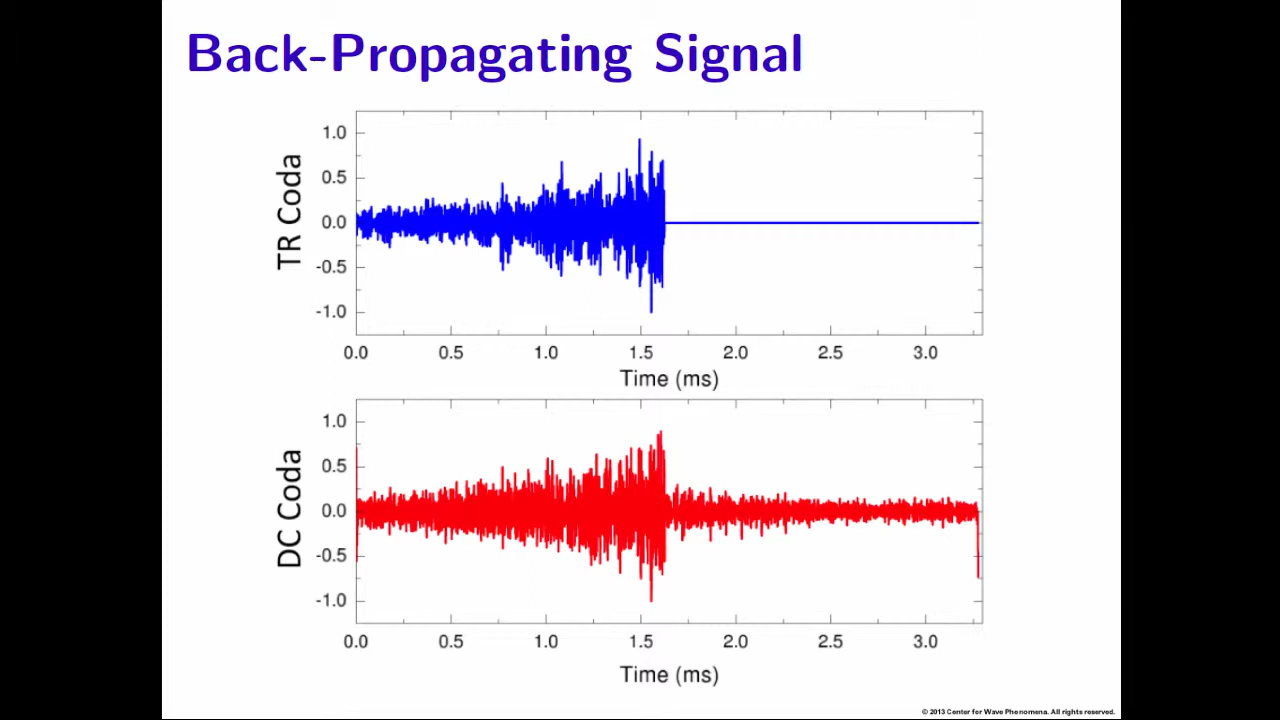 Back-Propagating Signal
TR Coda
1.0
0.5
0.0
-0.5
-1.0
0.0 0.5 1.0 1.5 2.0 2.5 3.0
Time (ms)
DC Coda
1.0
0.5
0.0
-0.5
-1.0
0.0 0.5 1.0 1.5 2.0 2.5 3.0
Time (ms)
© 2013 Center for Wave Phenomena. All rights reserved.